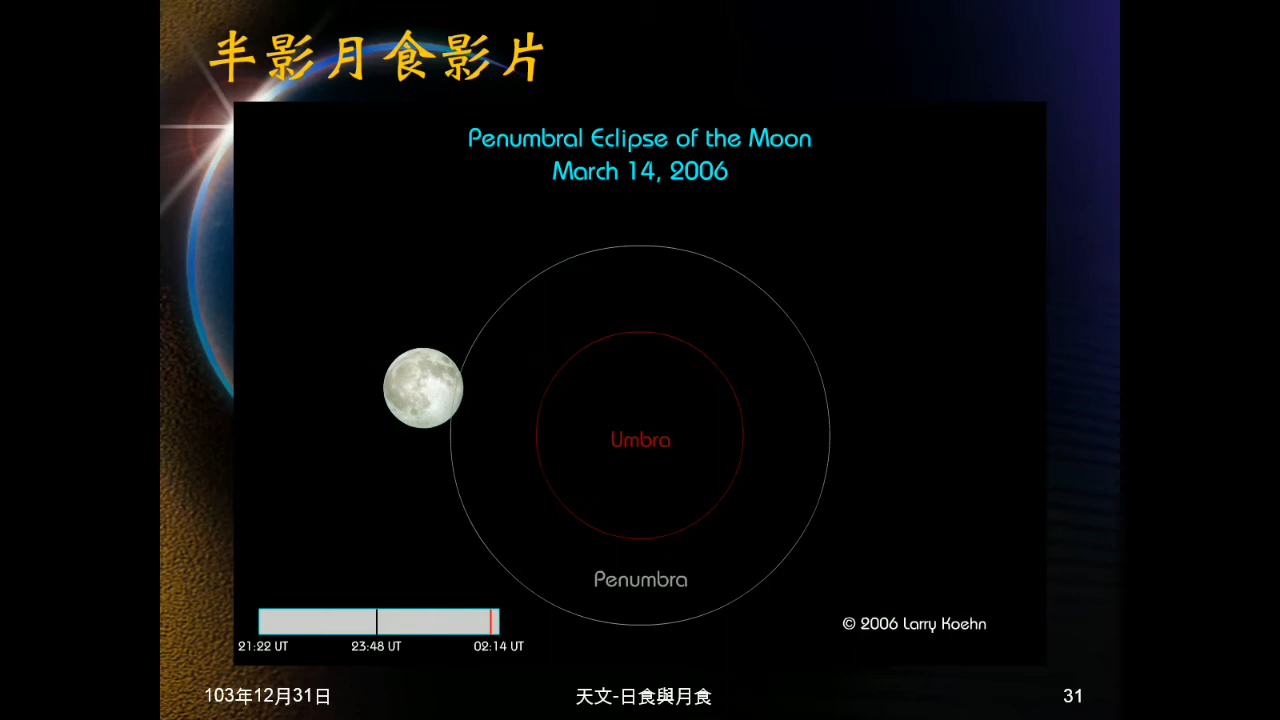 半影月食影片
Penumbral Eclipse of the Moon
March 14, 2006
Umbra
Penumbra
21:22 UT
23:48 UT
02:14 UT
© 2006 Larry Koehn
103年12月31日
天文-日食與月食
31